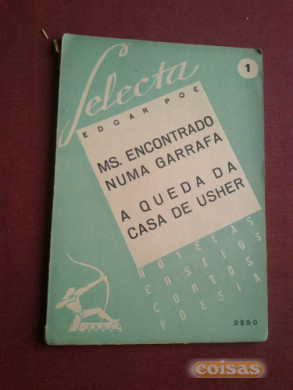 Selecta
1
EDGAR POE
MS. ENCONTRADO
NUMA GARRAFA
A QUEDA DA
CASA DE USHER
NOVELAS
ENSAIOS
CONTOS
POESIA
2$50
coisas